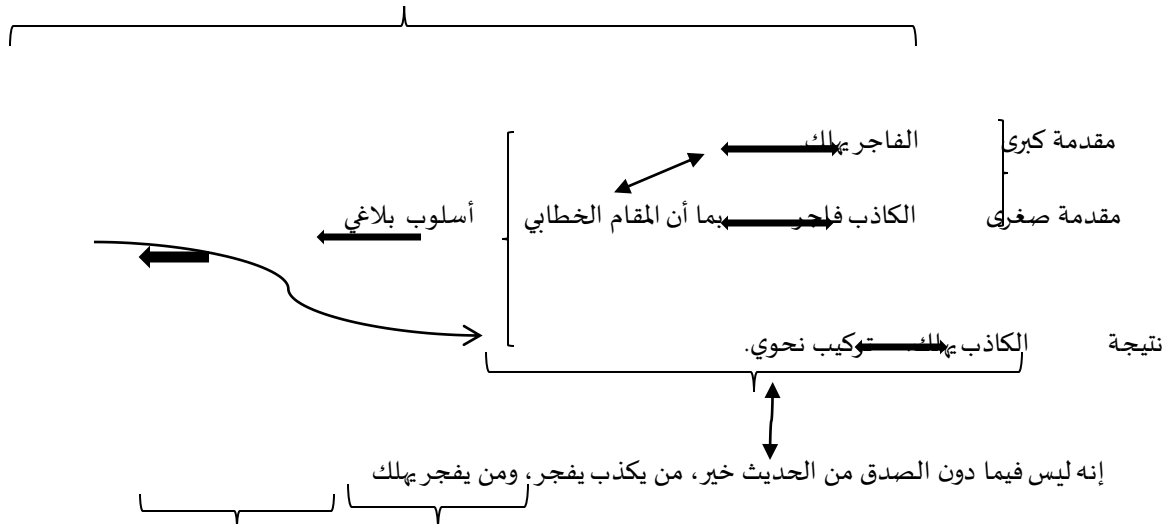 مقدمة كبرى الفاجر يهلك
مقدمة صغرى الكاذب فاجر بما أن المقام الخطابي أسلوب بلاغي
نتيجة الكاذب يهلك تركيب نحوي.
إنه ليس فيما دون الصدق من الحديث خير، من يكذب يفجر، ومن يفجر يهلك